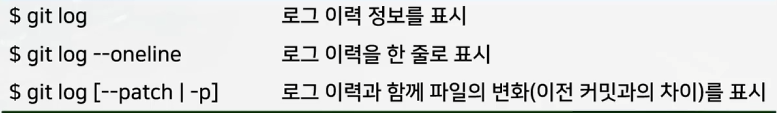 $ git log 로그 이력 정보를 표시
$ git log --oneline 로그 이력을 한 줄로 표시
$ git log [--patch | -p] 로그 이력과 함께 파일의 변화(이전 커밋과의 차이)를 표시